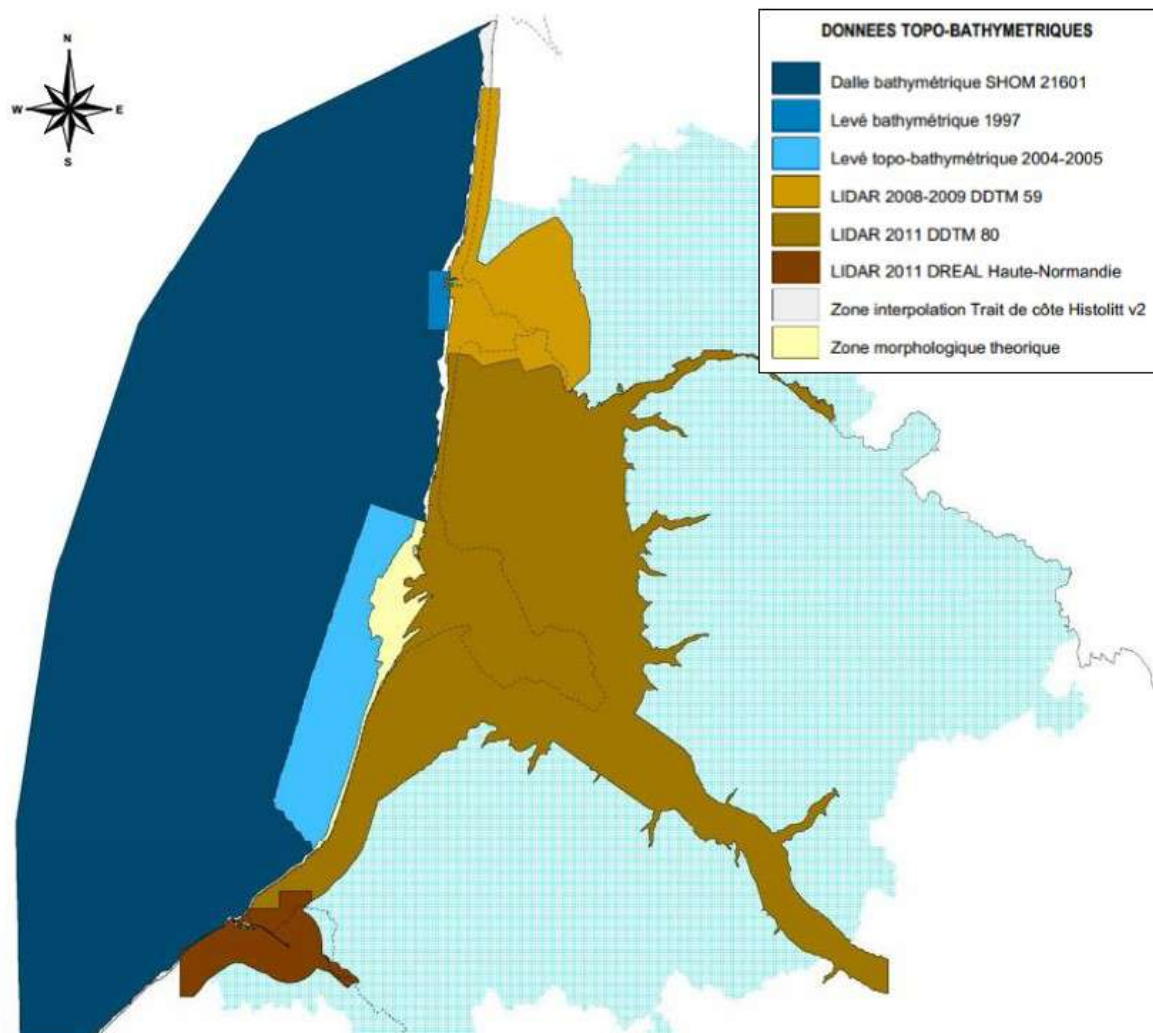 N
W
E
S
DONNEES TOPO-BATHYMETRIQUES
Dalle bathymétrique SHOM 21601
Levé bathymétrique 1997
Levé topo-bathymétrique 2004-2005
LIDAR 2008-2009 DDTM 59
LIDAR 2011 DDTM 80
LIDAR 2011 DREAL Haute-Normandie
Zone interpolation Trait de côte Histolitt v2
Zone morphologique theorique